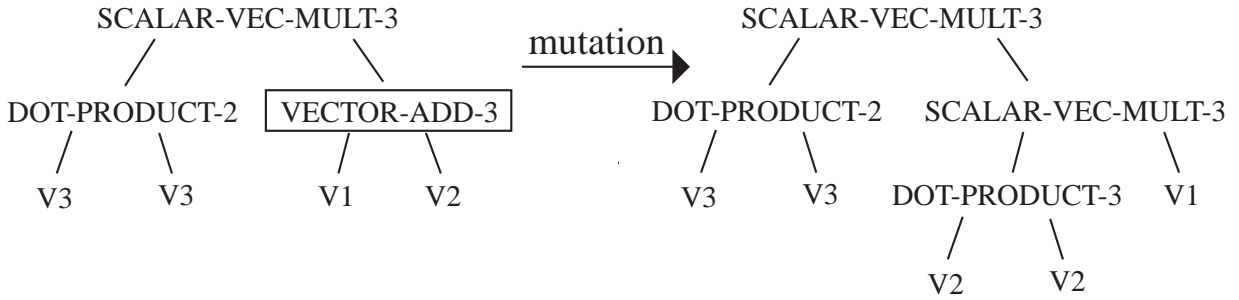 SCALAR-VEC-MULT-3 SCALAR-VEC-MULT-3
mutation
DOT-PRODUCT-2 VECTOR-ADD-3 DOT-PRODUCT-2 SCALAR-VEC-MULT-3
V3 V3 V1 V2 V3 V3 DOT-PRODUCT-3 V1
V2 V2